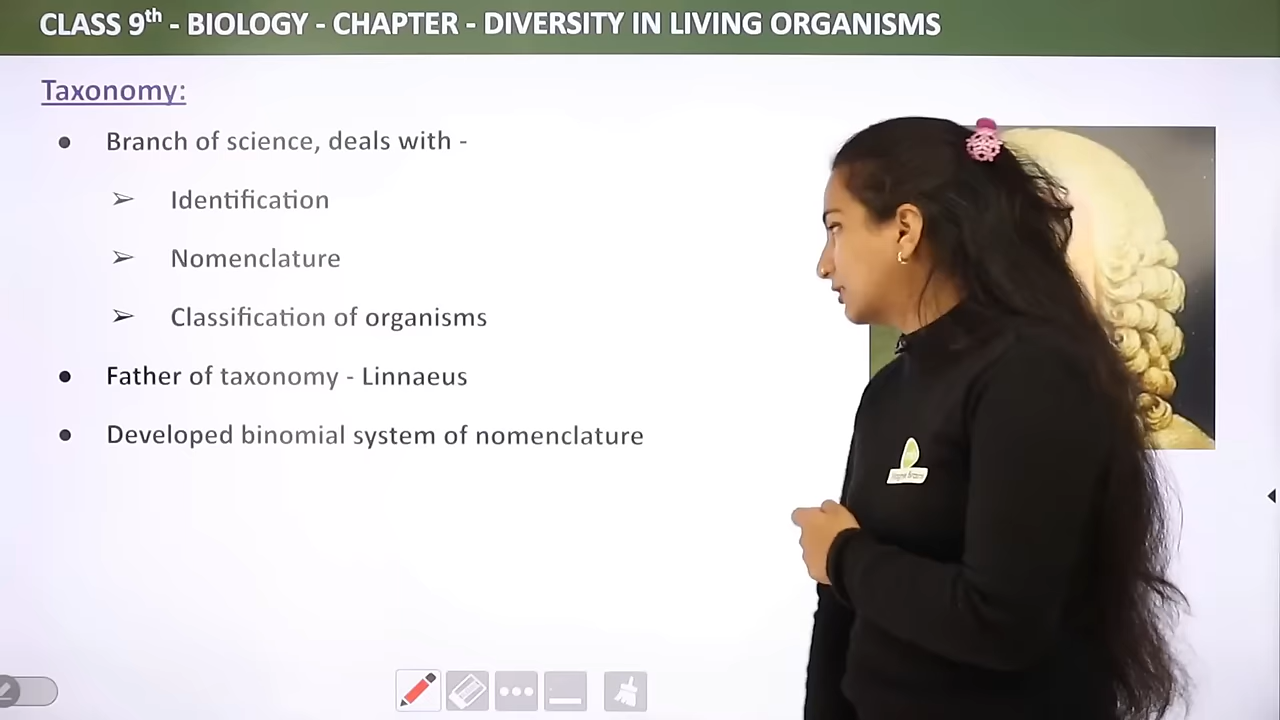 CLASS 9th - BIOLOGY - CHAPTER - DIVERSITY IN LIVING ORGANISMS
Taxonomy:
● Branch of science, deals with -
➢ Identification
➢ Nomenclature
➢ Classification of organisms
● Father of taxonomy - Linnaeus
● Developed binomial system of nomenclature